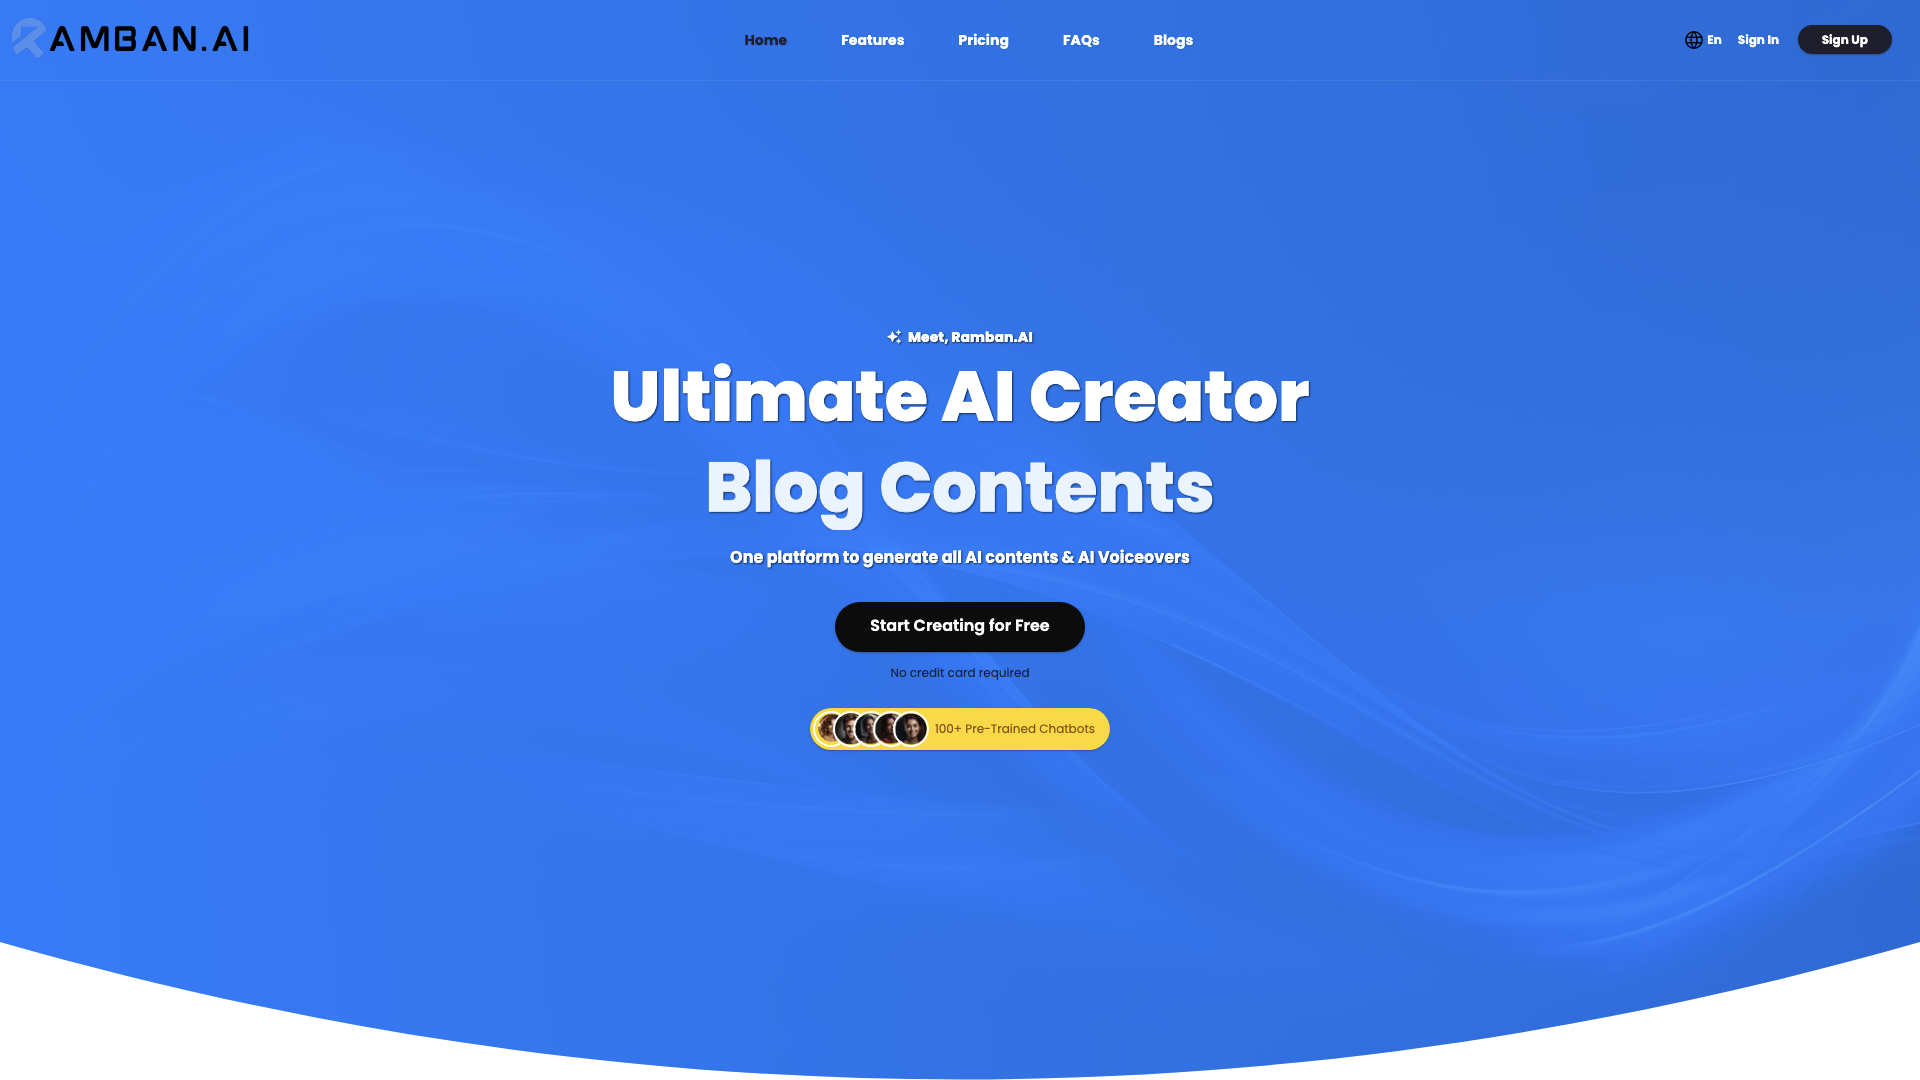 RAMBAN.AI
Home
Features
Pricing
FAQs
Blogs
En
Sign In
Sign Up
Meet, Ramban.AI
Ultimate AI Creator
Blog Contents
One platform to generate all AI contents & AI Voiceovers
Start Creating for Free
No credit card required
100+ Pre-Trained Chatbots